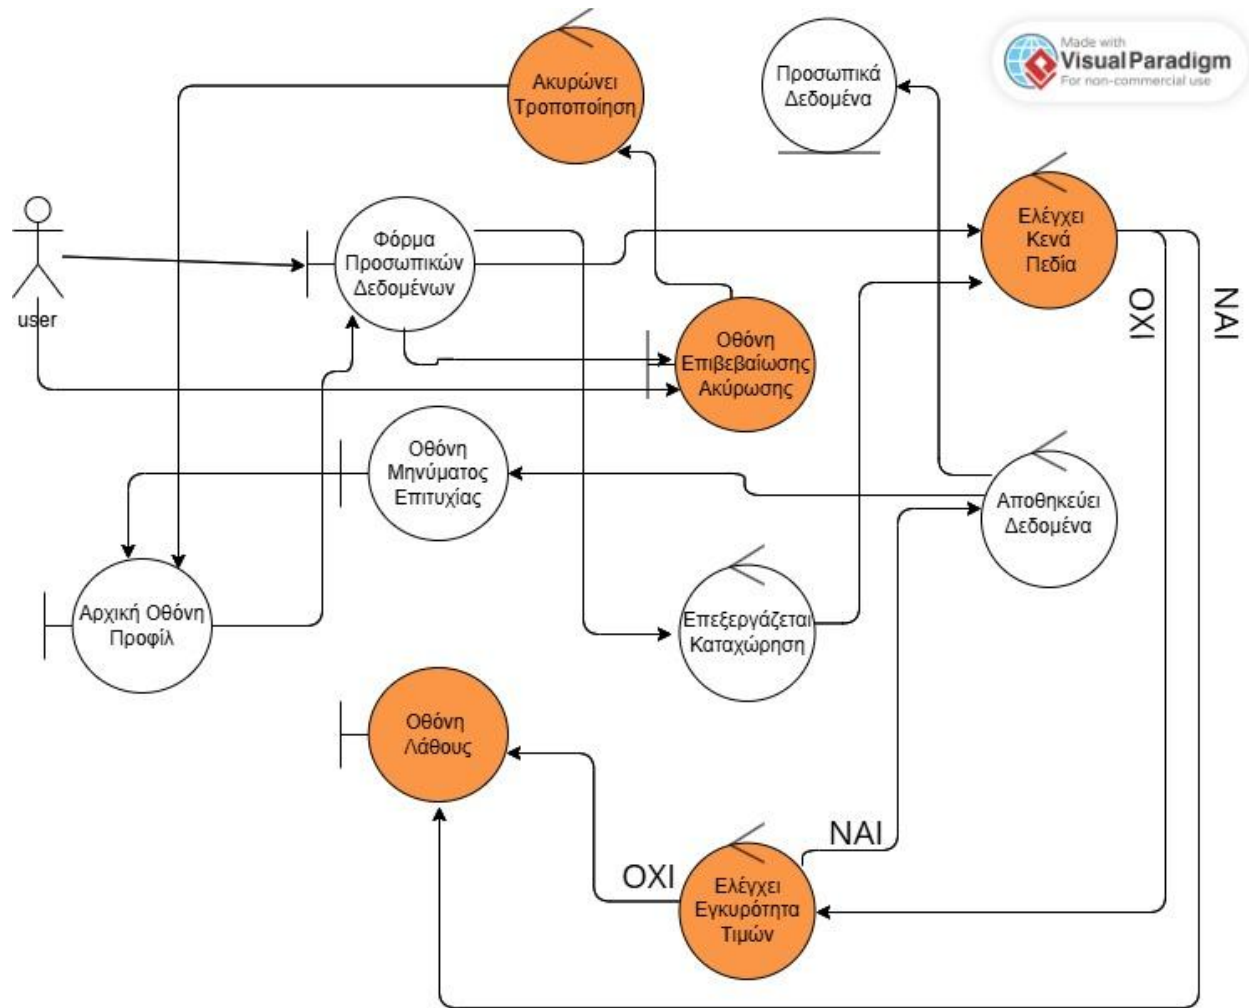 Made with
Visual Paradigm
For non-commercial use
Ακυρώνει
Τροποποίηση
Προσωπικά
Δεδομένα
Ελέγχει
Κενά
Πεδία
Φόρμα
Προσωπικών
Δεδομένων
user
ΟΧΙ
ΝΑΙ
Οθόνη
Επιβεβαίωσης
Ακύρωσης
Οθόνη
Μηνύματος
Επιτυχίας
Αποθηκεύει
Δεδομένα
Αρχική Οθόνη
Προφίλ
Επεξεργάζεται
Καταχώρηση
Οθόνη
Λάθους
ΝΑΙ
ΟΧΙ
Ελέγχει
Εγκυρότητα
Τιμών